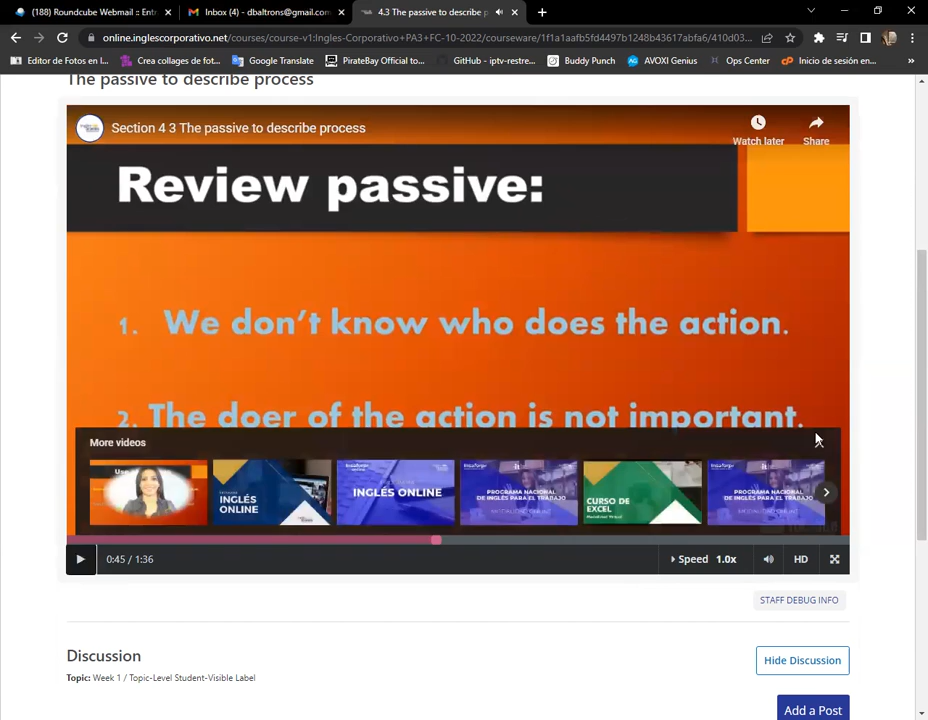 (188) Roundcube Webmail :: Entr
Inbox (4) - dbaltrons@gmail.com
4.3 The passive to describe p
online.inglescorporativo.net/courses/course-v1:Ingles-Corporativo+PA3+FC-10-2022/courseware/1f1a1aafb5fd4497b1248b43617abfa6/410d03...
Editor de Fotos en l...
Crea collages de fot...
Google Translate
PirateBay Official to...
GitHub - iptv-restre...
Buddy Punch
AVOXI Genius
Ops Center
Inicio de sesión en...
The passive to describe process
Section 4 3 The passive to describe process
Watch later
Share
Review passive:
1. We don't know who does the action.
2. The doer of the action is not important.
More videos
INGLÉS
ONLINE
INGLÉS ONLINE
PROGRAMA NACIONAL
DE INGLÉS PARA EL TRABAJO
CURSO DE
EXCEL
PROGRAMA NACIONAL
DE INGLÉS PARA EL TRABAJO
0:45 / 1:36
Speed 1.0x
HD
STAFF DEBUG INFO
Discussion
Hide Discussion
Topic: Week 1 / Topic-Level Student-Visible Label
Add a Post